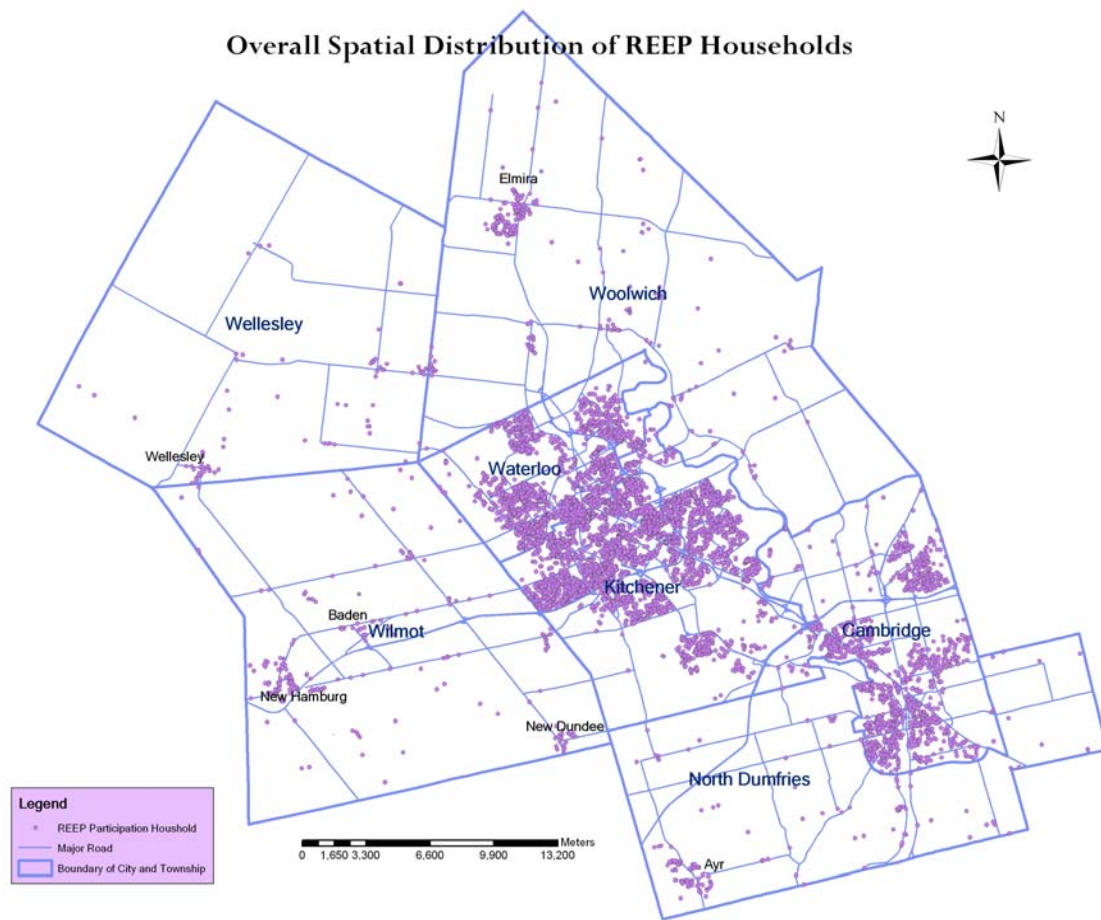 Overall Spatial Distribution of REEP Households
N
Elmira
Woolwich
Wellesley
Wellesley
Waterloo
Kitchener
Baden
Wilmot
Cambridge
New Hamburg
New Dundee
North Dumfries
Ayr
Legend
REEP Participation Houshold
Major Road
Boundary of City and Township
Meters
0 1,650 3,300 6,600 9,900 13,200